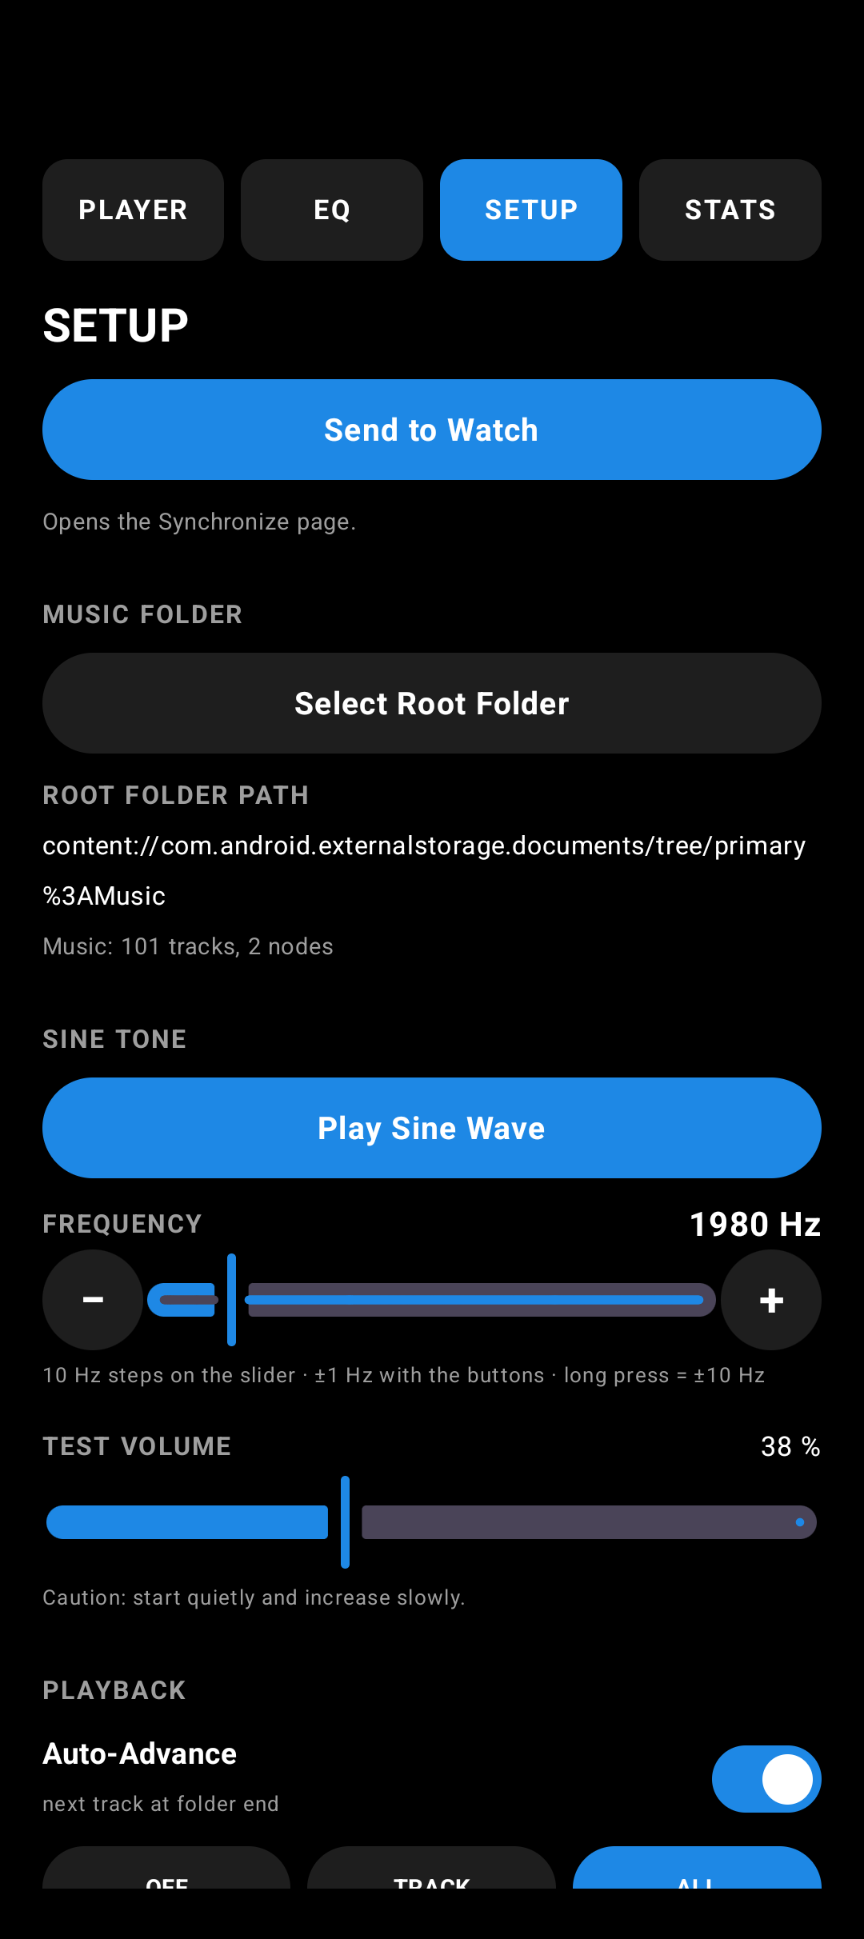 PLAYER EQ SETUP STATS
SETUP
Send to Watch
Opens the Synchronize page.
MUSIC FOLDER
Select Root Folder
ROOT FOLDER PATH
content://com.android.externalstorage.documents/tree/primary
%3AMusic
Music: 101 tracks, 2 nodes
SINE TONE
Play Sine Wave
FREQUENCY 1980 Hz
− +
10 Hz steps on the slider · ±1 Hz with the buttons · long press = ±10 Hz
TEST VOLUME 38 %
Caution: start quietly and increase slowly.
PLAYBACK
Auto-Advance
next track at folder end
OFF TRACK ALL